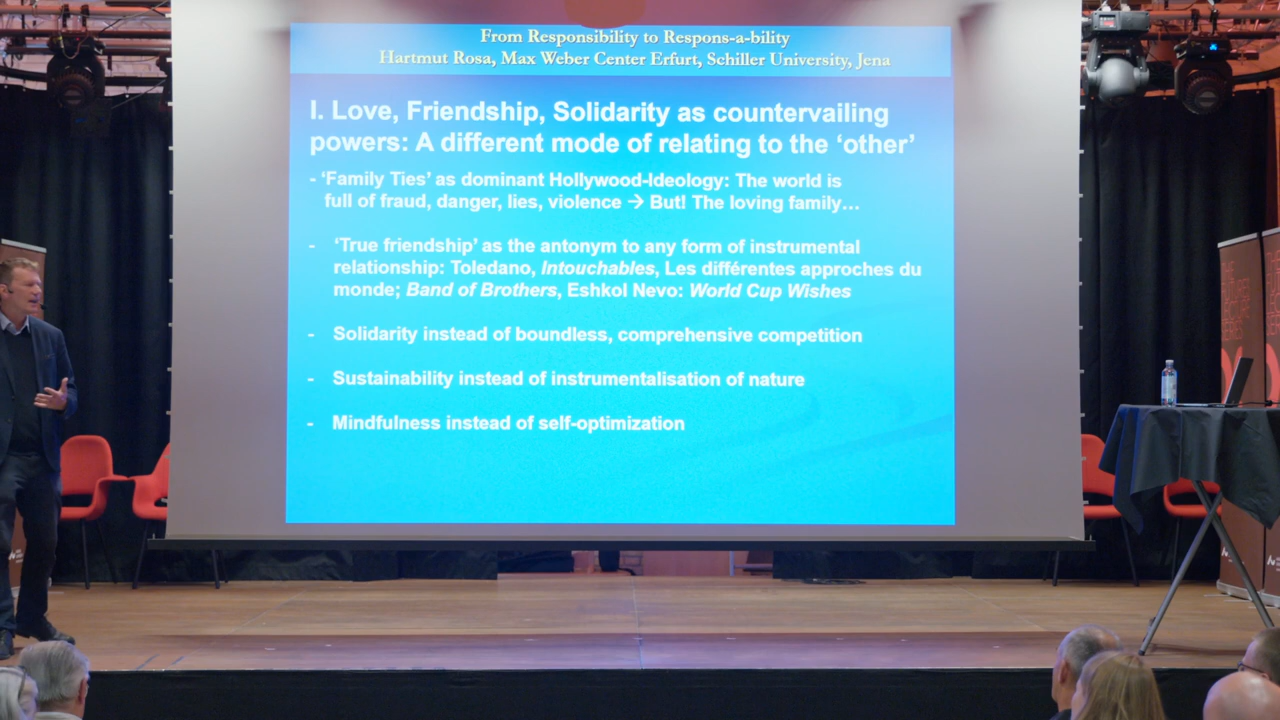 From Responsibility to Respons-a-bility
Hartmut Rosa, Max Weber Center Erfurt, Schiller University, Jena
I. Love, Friendship, Solidarity as countervailing
powers: A different mode of relating to the ‘other’
- ‘Family Ties’ as dominant Hollywood-Ideology: The world is
full of fraud, danger, lies, violence → But! The loving family…
- ‘True friendship’ as the antonym to any form of instrumental
relationship: Toledano, Intouchables, Les différentes approches du
monde; Band of Brothers, Eshkol Nevo: World Cup Wishes
- Solidarity instead of boundless, comprehensive competition
- Sustainability instead of instrumentalisation of nature
- Mindfulness instead of self-optimization